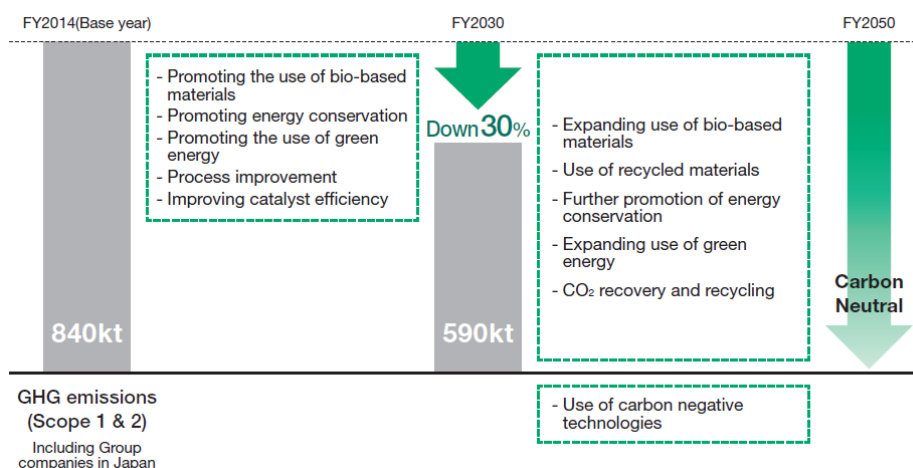 FY2014(Base year)
FY2030
FY2050
- Promoting the use of bio-based
materials
- Promoting energy conservation
- Promoting the use of green
energy
- Process improvement
- Improving catalyst efficiency
Down 30%
- Expanding use of bio-based
materials
- Use of recycled materials
- Further promotion of energy
conservation
- Expanding use of green
energy
- CO₂ recovery and recycling
Carbon
Neutral
840kt
590kt
GHG emissions
(Scope 1 & 2)
Including Group
companies in Japan
- Use of carbon negative
technologies